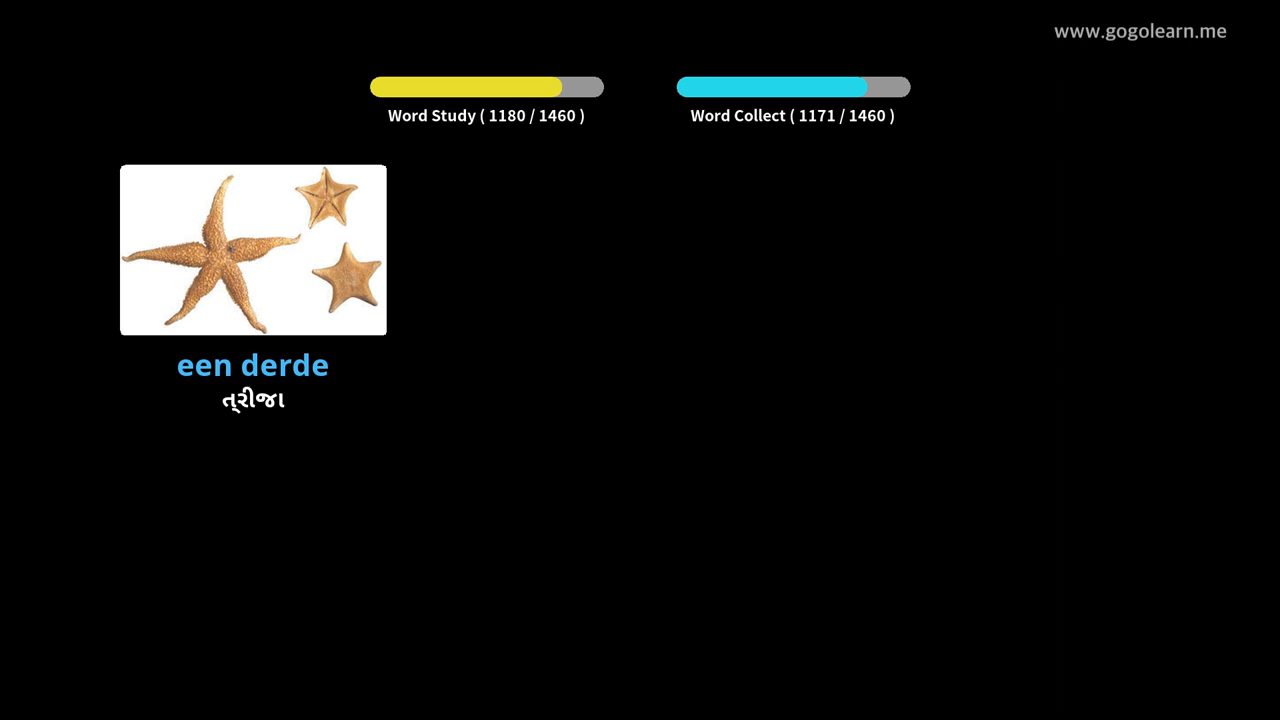 www.gogolearn.me
Word Study ( 1180 / 1460 )
Word Collect ( 1171 / 1460 )
een derde
ત્રીજા